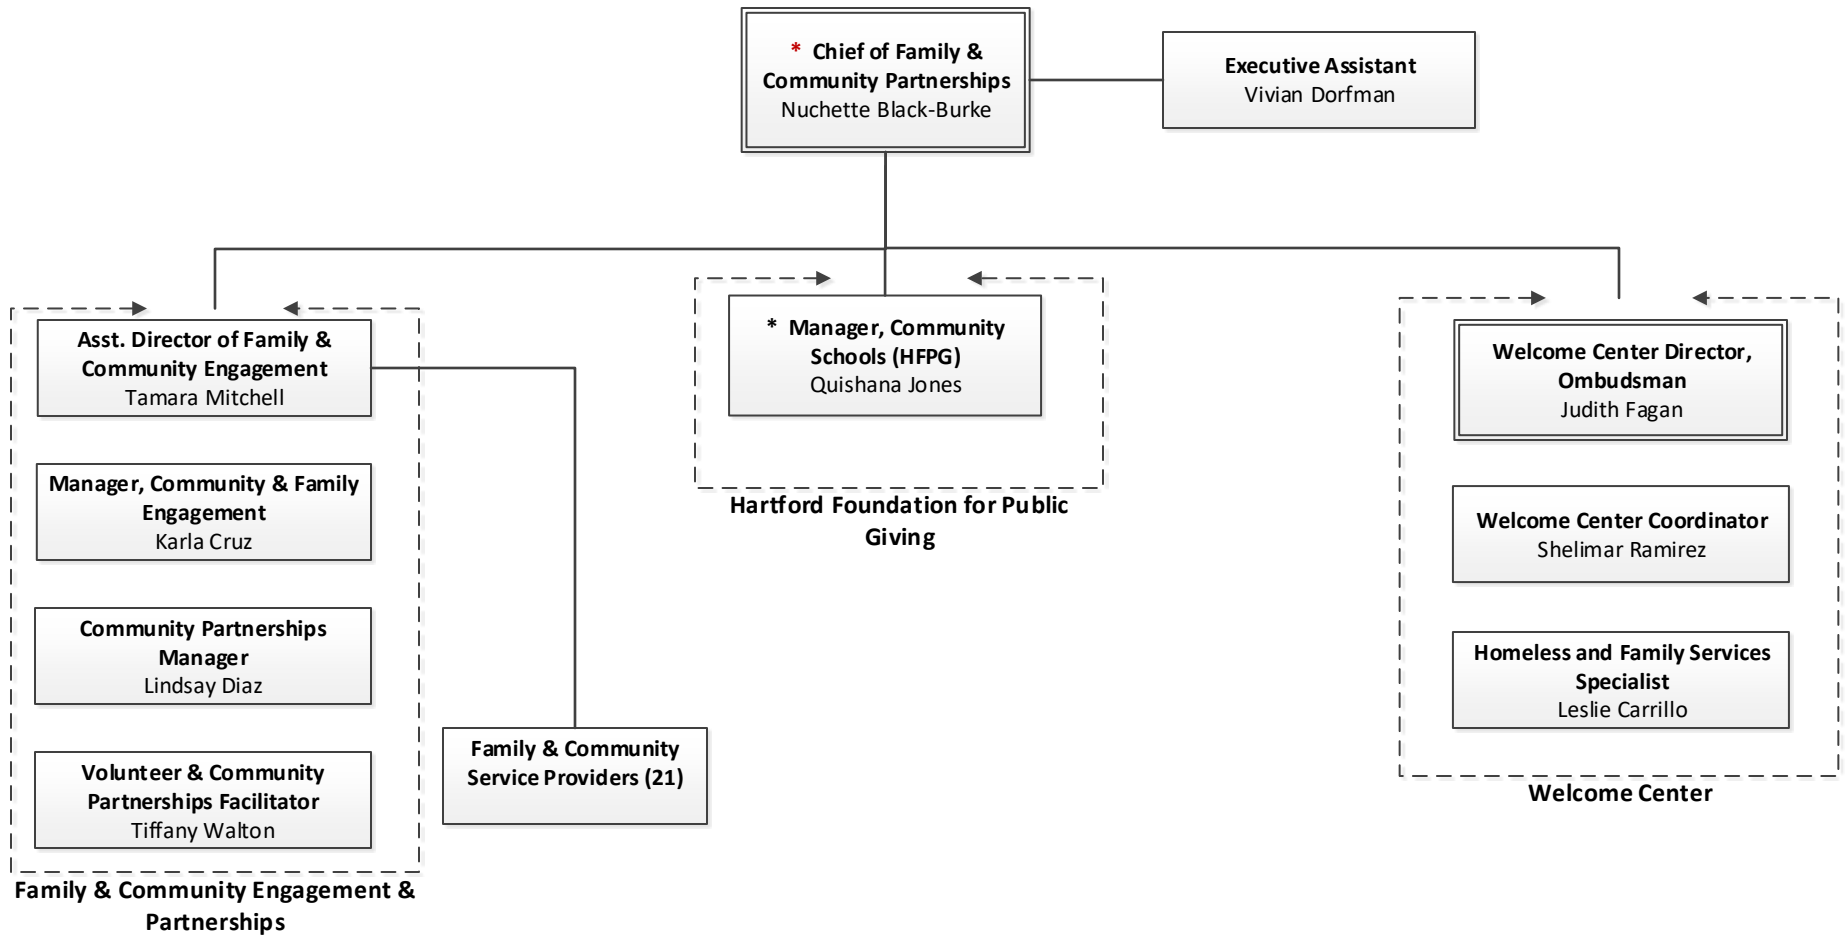 * Chief of Family &
Community Partnerships
Nuchette Black-Burke
Executive Assistant
Vivian Dorfman
Asst. Director of Family &
Community Engagement
Tamara Mitchell
Manager, Community & Family
Engagement
Karla Cruz
Community Partnerships
Manager
Lindsay Diaz
Volunteer & Community
Partnerships Facilitator
Tiffany Walton
Family & Community Engagement &
Partnerships
Family & Community
Service Providers (21)
* Manager, Community
Schools (HFPG)
Quishana Jones
Hartford Foundation for Public
Giving
Welcome Center Director,
Ombudsman
Judith Fagan
Welcome Center Coordinator
Shelimar Ramirez
Homeless and Family Services
Specialist
Leslie Carrillo
Welcome Center